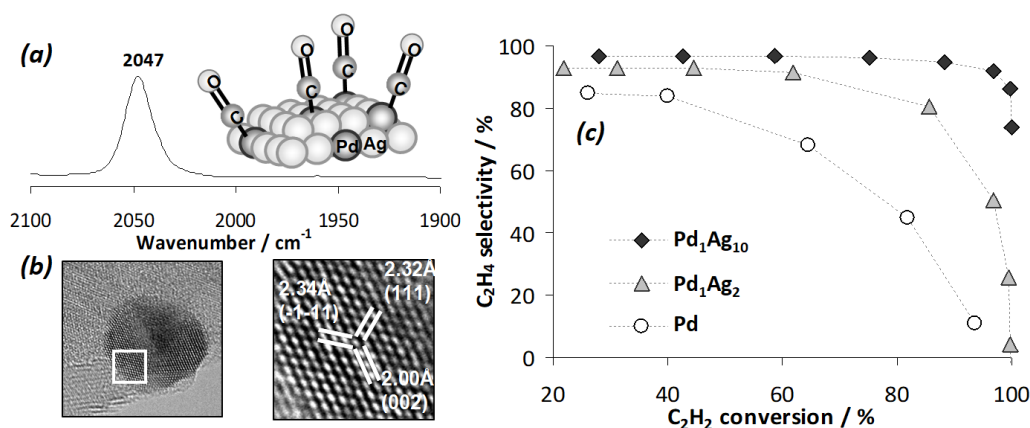 (a)
2047
O
O
O
O
C
C
C
C
Pd Ag
2100 2050 2000 1950 1900
Wavenumber / cm⁻¹
(b)
2.34Å
(-1-11)
2.32Å
(111)
2.00Å
(002)
C₂H₄ selectivity / %
100
80
60
40
20
0
(c)
Pd₁Ag₁₀
Pd₁Ag₂
Pd
20 40 60 80 100
C₂H₂ conversion / %